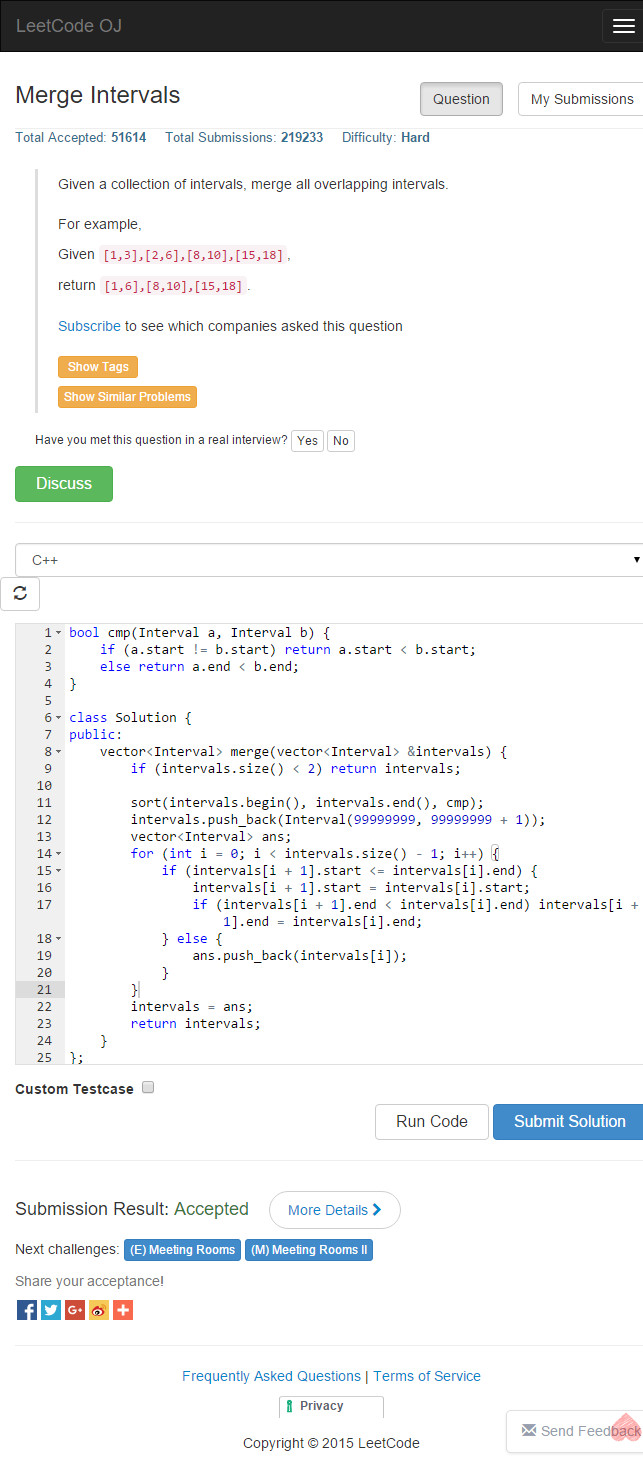 LeetCode OJ
Merge Intervals
Question
My Submissions
Total Accepted: 51614 Total Submissions: 219233 Difficulty: Hard
Given a collection of intervals, merge all overlapping intervals.
For example,
Given [1,3],[2,6],[8,10],[15,18],
return [1,6],[8,10],[15,18].
Subscribe to see which companies asked this question
Show Tags
Show Similar Problems
Have you met this question in a real interview? Yes No
Discuss
C++
1 bool cmp(Interval a, Interval b) {
2     if (a.start != b.start) return a.start < b.start;
3     else return a.end < b.end;
4 }
5
6 class Solution {
7 public:
8     vector<Interval> merge(vector<Interval> &intervals) {
9         if (intervals.size() < 2) return intervals;
10
11         sort(intervals.begin(), intervals.end(), cmp);
12         intervals.push_back(Interval(99999999, 99999999 + 1));
13         vector<Interval> ans;
14         for (int i = 0; i < intervals.size() - 1; i++) {
15             if (intervals[i + 1].start <= intervals[i].end) {
16                 intervals[i + 1].start = intervals[i].start;
17                 if (intervals[i + 1].end < intervals[i].end) intervals[i +
1].end = intervals[i].end;
18             } else {
19                 ans.push_back(intervals[i]);
20             }
21         }
22         intervals = ans;
23         return intervals;
24     }
25 };
Custom Testcase
Run Code
Submit Solution
Submission Result: Accepted More Details
Next challenges: (E) Meeting Rooms (M) Meeting Rooms II
Share your acceptance!
Frequently Asked Questions | Terms of Service
Privacy
Send Feedback
Copyright © 2015 LeetCode